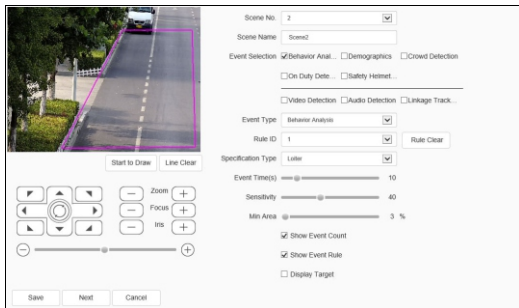 Scene No. 2
Scene Name Scene2
Event Selection Behavior Anal... Demographics Crowd Detection
On Duty Dete... Safety Helmet...
Video Detection Audio Detection Linkage Track...
Event Type Behavior Analysis
Rule ID 1 Rule Clear
Start to Draw Line Clear
Specification Type Loiter
Event Time(s) 10
Zoom
Sensitivity 40
Focus
Min Area 3 %
Iris
Show Event Count
Show Event Rule
Display Target
Save Next Cancel